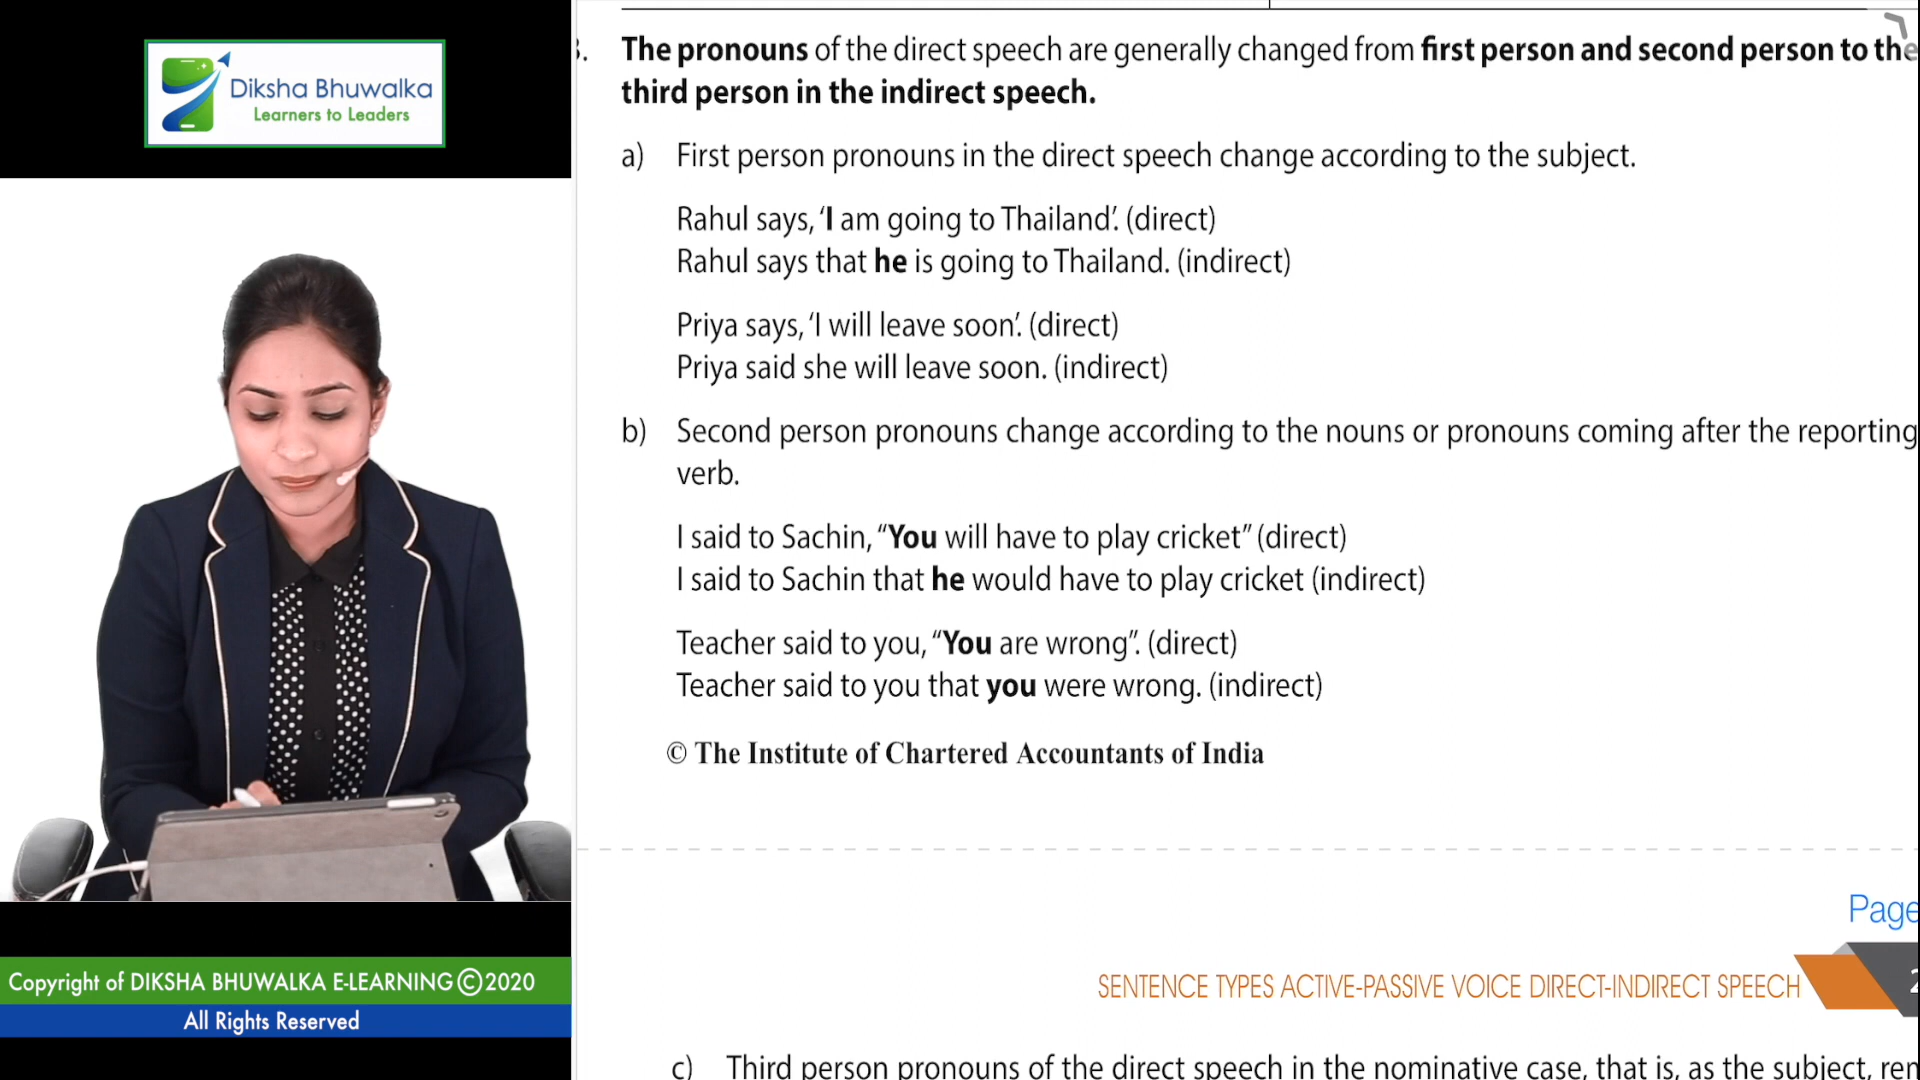 Diksha Bhuwalka
Learners to Leaders
Copyright of DIKSHA BHUWALKA E-LEARNING©2020
All Rights Reserved
The pronouns of the direct speech are generally changed from first person and second person to the
third person in the indirect speech.
a) First person pronouns in the direct speech change according to the subject.
Rahul says, ‘I am going to Thailand’. (direct)
Rahul says that he is going to Thailand. (indirect)
Priya says, ‘I will leave soon’. (direct)
Priya said she will leave soon. (indirect)
b) Second person pronouns change according to the nouns or pronouns coming after the reporting
verb.
I said to Sachin, “You will have to play cricket” (direct)
I said to Sachin that he would have to play cricket (indirect)
Teacher said to you, “You are wrong”. (direct)
Teacher said to you that you were wrong. (indirect)
© The Institute of Chartered Accountants of India
Page
SENTENCE TYPES ACTIVE-PASSIVE VOICE DIRECT-INDIRECT SPEECH
c) Third person pronouns of the direct speech in the nominative case, that is, as the subject,